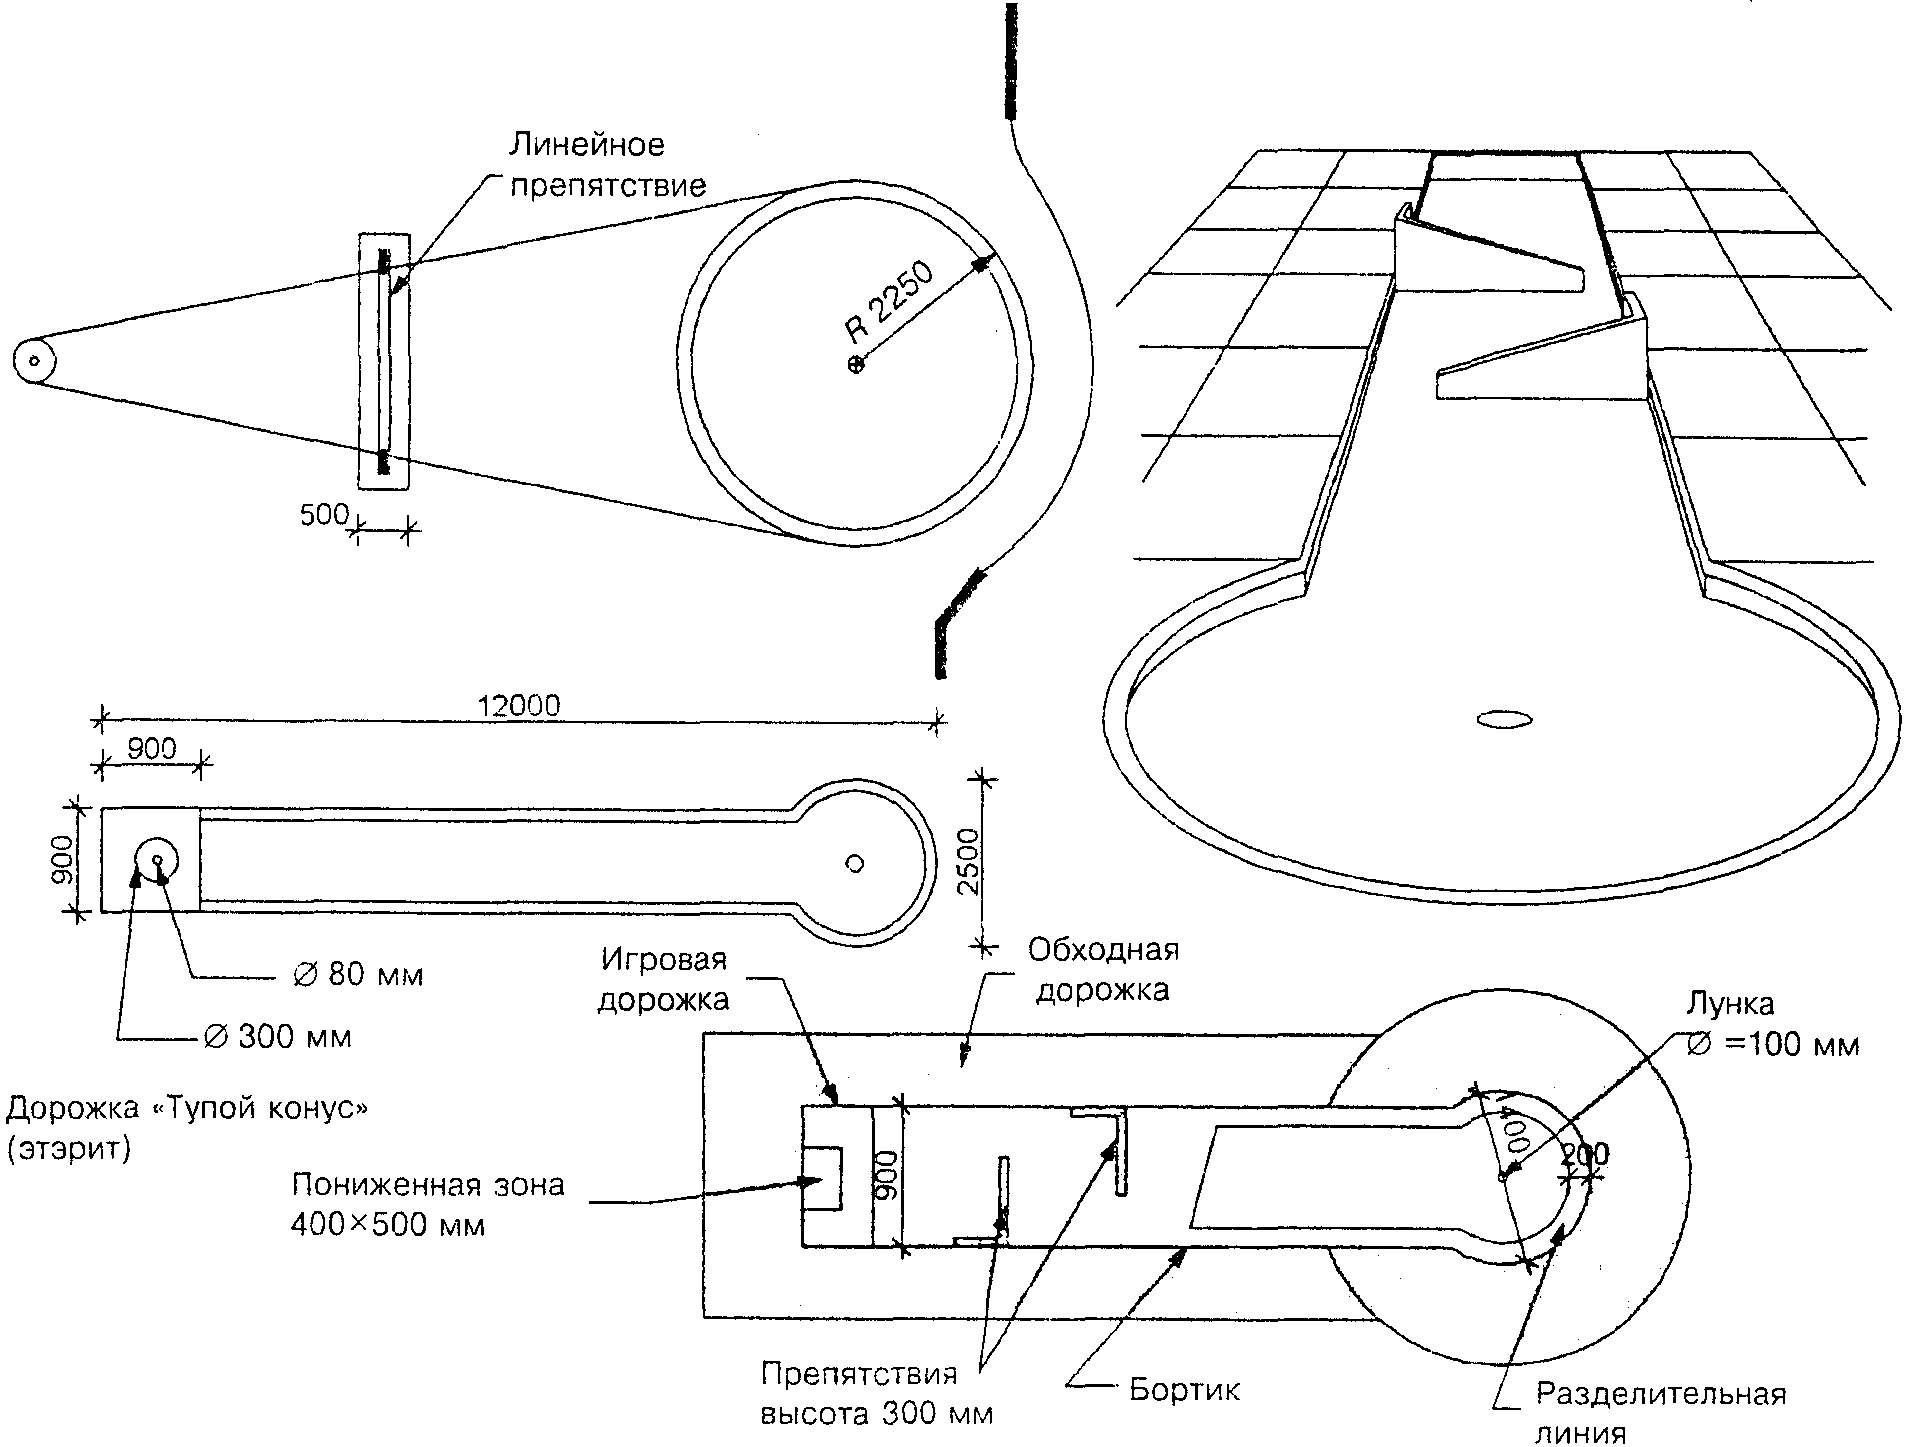 Линейное
препятствие
R 2250
500
12000
900
900
2500
Ø 80 мм
Ø 300 мм
Дорожка «Тупой конус»
(этэрит)
Игровая
дорожка
Обходная
дорожка
Лунка
Ø =100 мм
Пониженная зона
400×500 мм
900
200
Препятствия
высота 300 мм
Бортик
Разделительная
линия